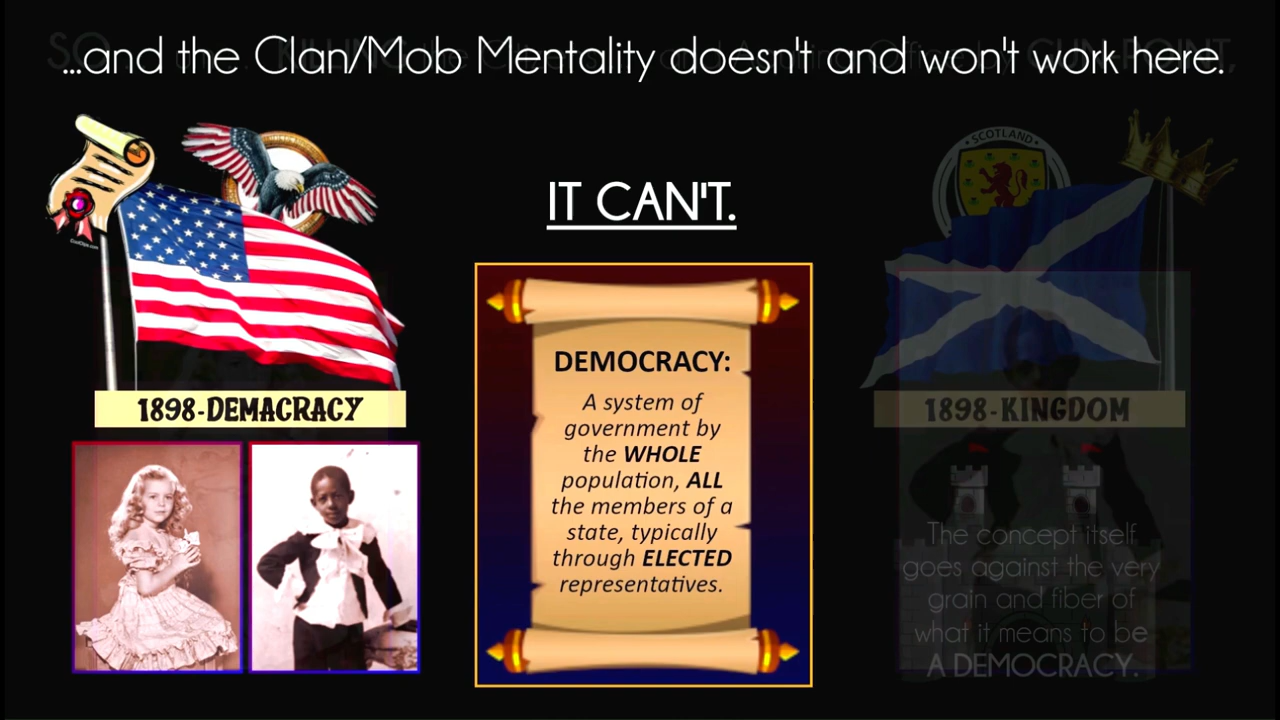 ...and the Clan/Mob Mentality doesn't and won't work here.
IT CAN'T.
SCOTLAND
1898-DEMACRACY
1898-KINGDOM
DEMOCRACY:
A system of
government by
the WHOLE
population, ALL
the members of a
state, typically
through ELECTED
representatives.
The concept itself
goes against the very
grain and fiber of
what it means to be
A DEMOCRACY.